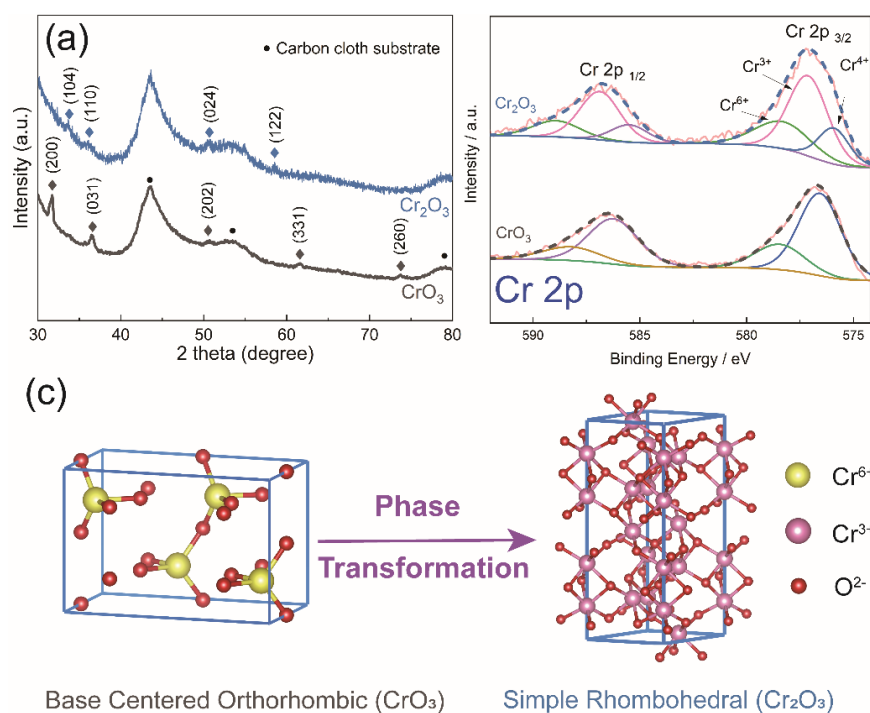 (a)
● Carbon cloth substrate
(104)
(110)
(024)
(122)
Cr₂O₃
(200)
(031)
(202)
(331)
(260)
CrO₃
Intensity (a.u.)
30 40 50 60 70 80
2 theta (degree)
Cr 2p 1/2
Cr 2p 3/2
Cr³⁺
Cr⁴⁺
Cr⁶⁺
Cr₂O₃
CrO₃
Cr 2p
Intensity / a.u.
590 585 580 575
Binding Energy / eV
(c)
Phase
Transformation
Cr⁶⁻
Cr³⁻
O²⁻
Base Centered Orthorhombic (CrO₃)
Simple Rhombohedral (Cr₂O₃)